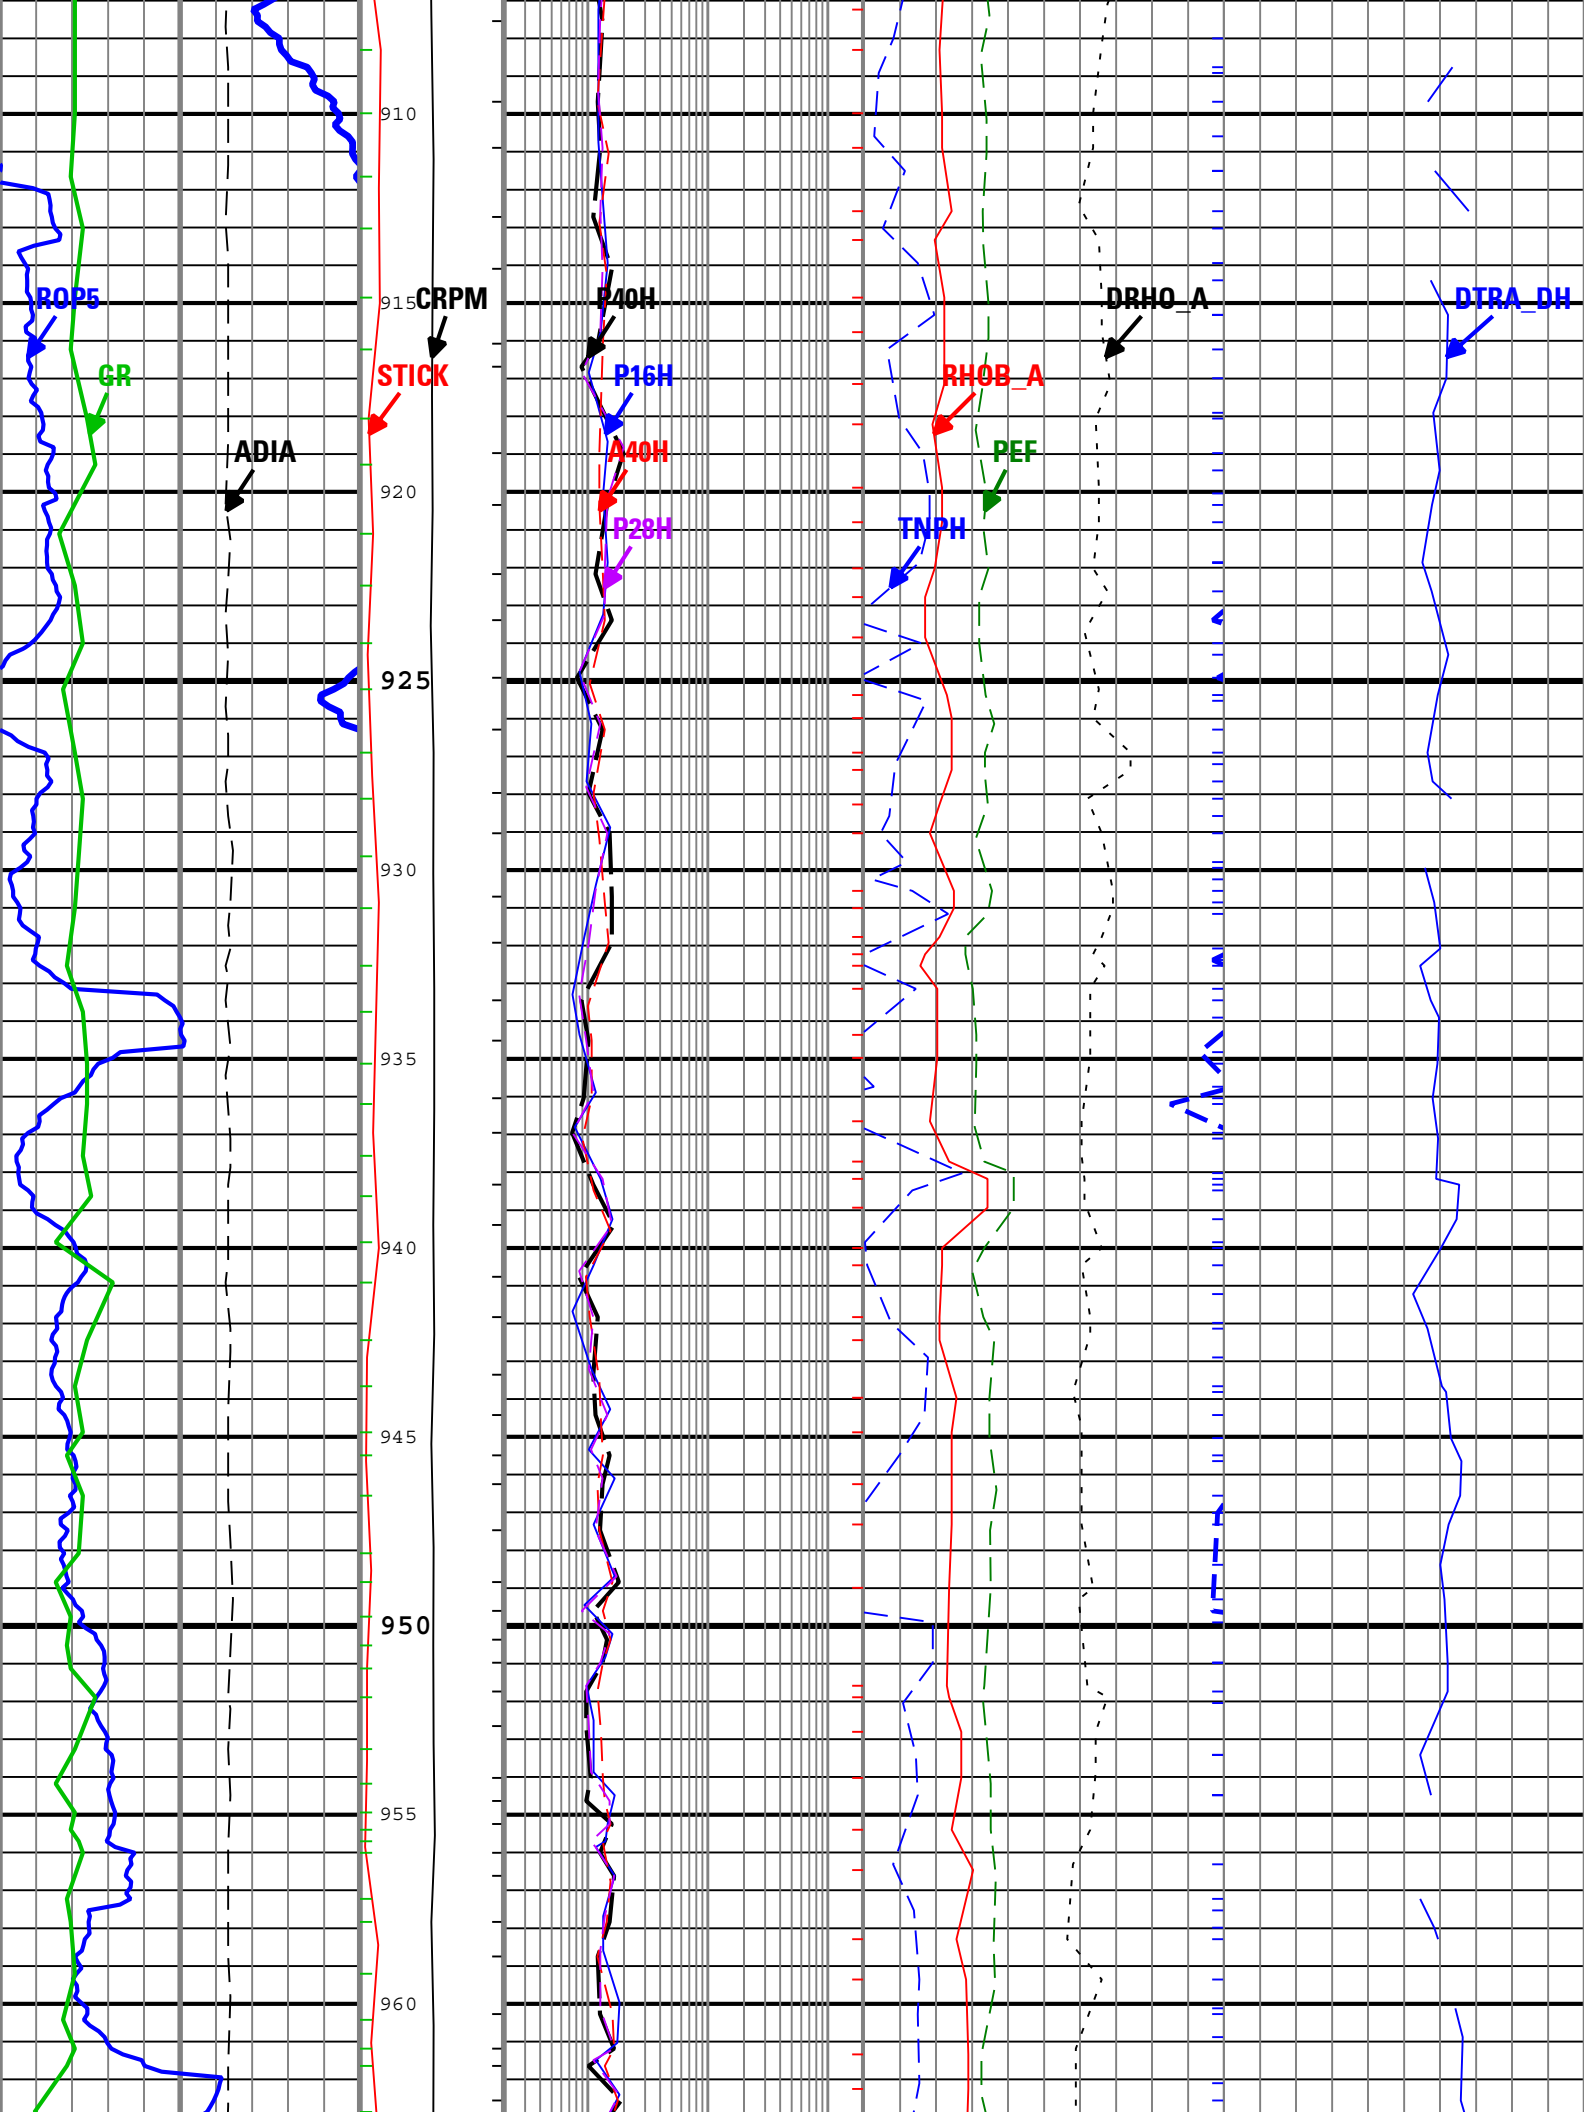 910
915
ROP5
CRPM
P40H
DRHO_A
DTRA_DH
GR
STICK
P16H
RHOB_A
ADIA
A40H
PEF
920
P28H
TNPH
925
930
935
940
945
950
955
960